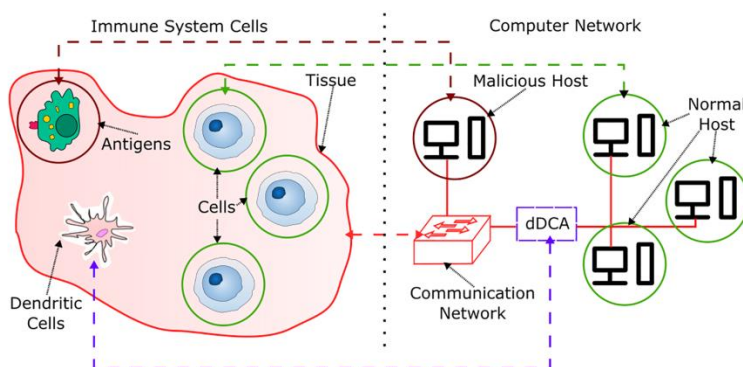 Immune System Cells
Computer Network
Tissue
Malicious Host
Normal
Host
Antigens
Cells
dDCA
Dendritic
Cells
Communication
Network